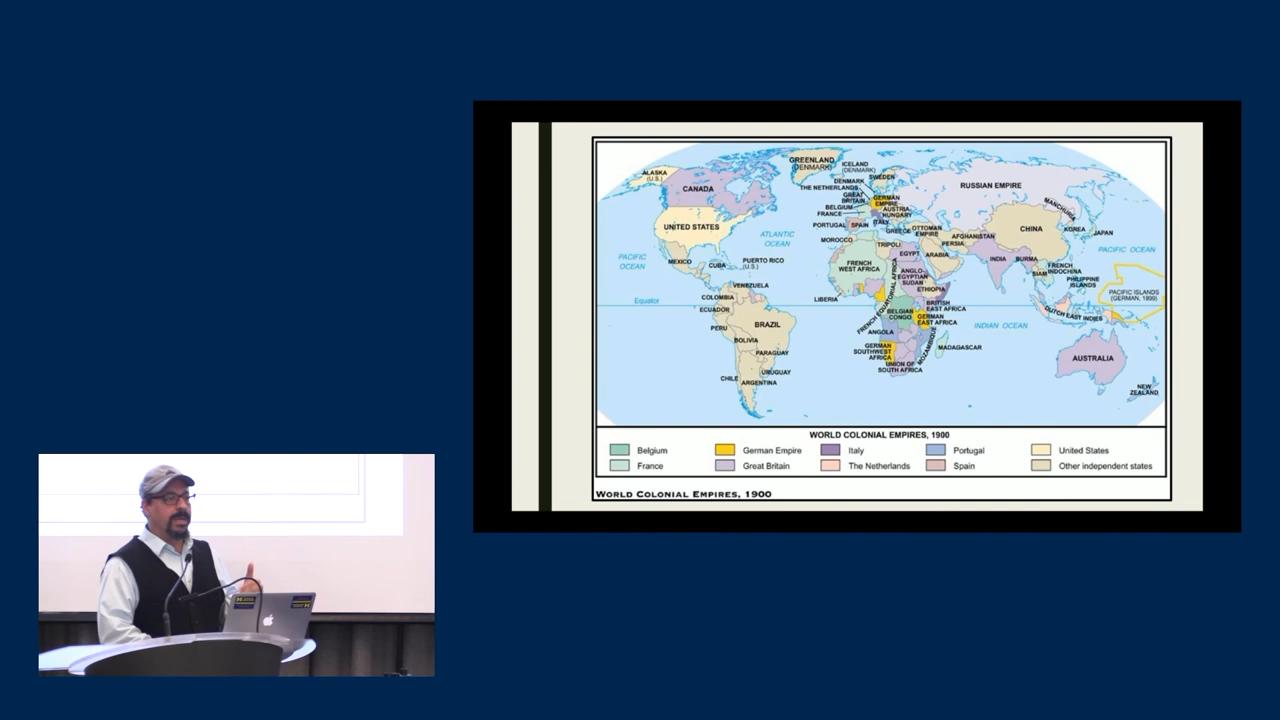 GREENLAND
(DENMARK)
ICELAND
(DENMARK)
ALASKA
(U.S.)
CANADA
DENMARK
SWEDEN
THE NETHERLANDS
RUSSIAN EMPIRE
GREAT
BRITAIN
GERMAN
EMPIRE
BELGIUM
AUSTRIA
HUNGARY
FRANCE
MANCHURIA
UNITED STATES
PORTUGAL
SPAIN
ITALY
GREECE
OTTOMAN
EMPIRE
CHINA
KOREA
JAPAN
ATLANTIC
OCEAN
MOROCCO
TRIPOLI
AFGHANISTAN
PERSIA
PACIFIC OCEAN
PACIFIC
OCEAN
MEXICO
CUBA
PUERTO RICO
(U.S.)
FRENCH
WEST AFRICA
EGYPT
ARABIA
INDIA
BURMA
ANGLO-
EGYPTIAN
SUDAN
SIAM
FRENCH
INDOCHINA
PHILIPPINE
ISLANDS
VENEZUELA
COLOMBIA
LIBERIA
ETHIOPIA
PACIFIC ISLANDS
(GERMAN, 1899)
Equator
ECUADOR
FRENCH EQUATORIAL AFRICA
BELGIAN
CONGO
BRITISH
EAST AFRICA
GERMAN
EAST AFRICA
DUTCH EAST INDIES
PERU
BRAZIL
ANGOLA
INDIAN OCEAN
BOLIVIA
GERMAN
SOUTHWEST
AFRICA
MOZAMBIQUE
MADAGASCAR
PARAGUAY
UNION OF
SOUTH AFRICA
AUSTRALIA
CHILE
URUGUAY
ARGENTINA
NEW
ZEALAND
WORLD COLONIAL EMPIRES, 1900
Belgium German Empire Italy Portugal United States
France Great Britain The Netherlands Spain Other independent states
WORLD COLONIAL EMPIRES, 1900